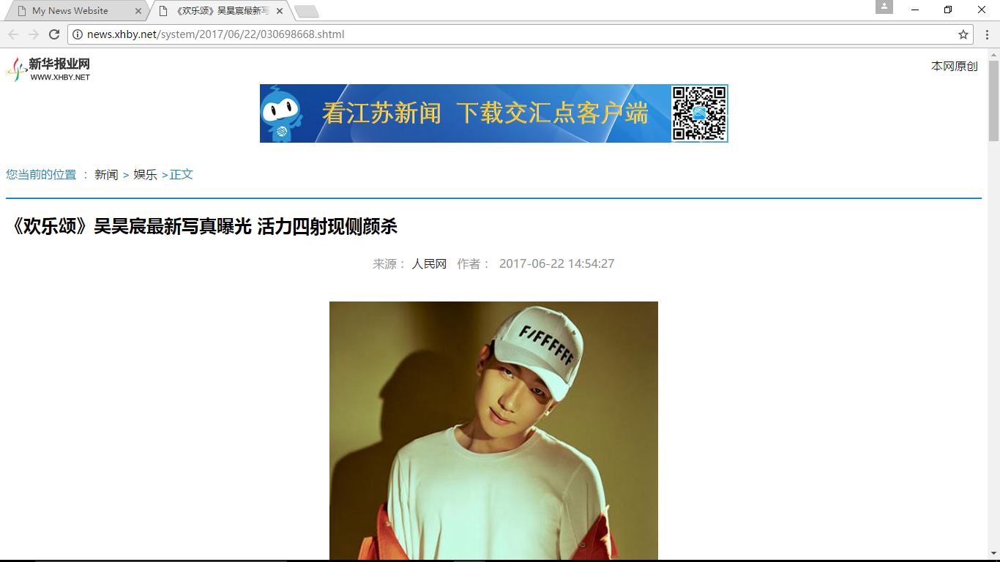 My News Website
《欢乐颂》吴昊宸最新写
news.xhby.net/system/2017/06/22/030698668.shtml
新华报业网
WWW.XHBY.NET
本网原创
看江苏新闻 下载交汇点客户端
您当前的位置 ： 新闻 > 娱乐 >正文
《欢乐颂》吴昊宸最新写真曝光 活力四射现侧颜杀
来源： 人民网 作者： 2017-06-22 14:54:27
F/FFFFFF